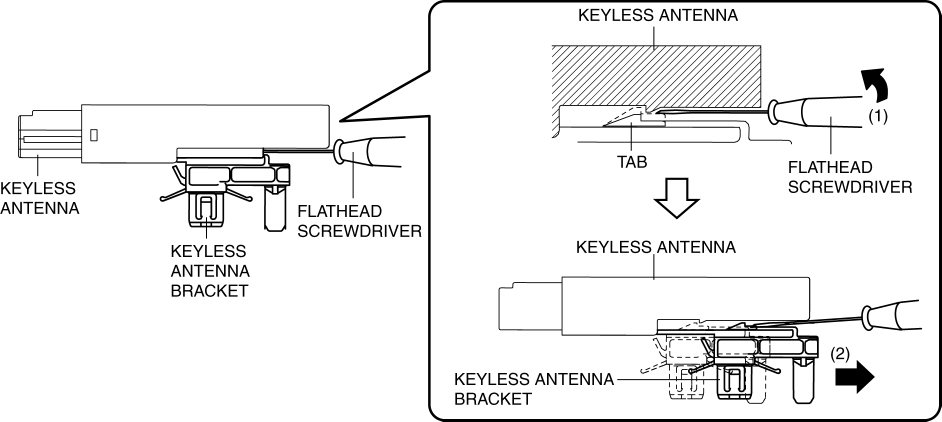 KEYLESS
ANTENNA
FLATHEAD
SCREWDRIVER
KEYLESS
ANTENNA
BRACKET
KEYLESS ANTENNA
(1)
TAB
FLATHEAD
SCREWDRIVER
KEYLESS ANTENNA
(2)
KEYLESS ANTENNA
BRACKET